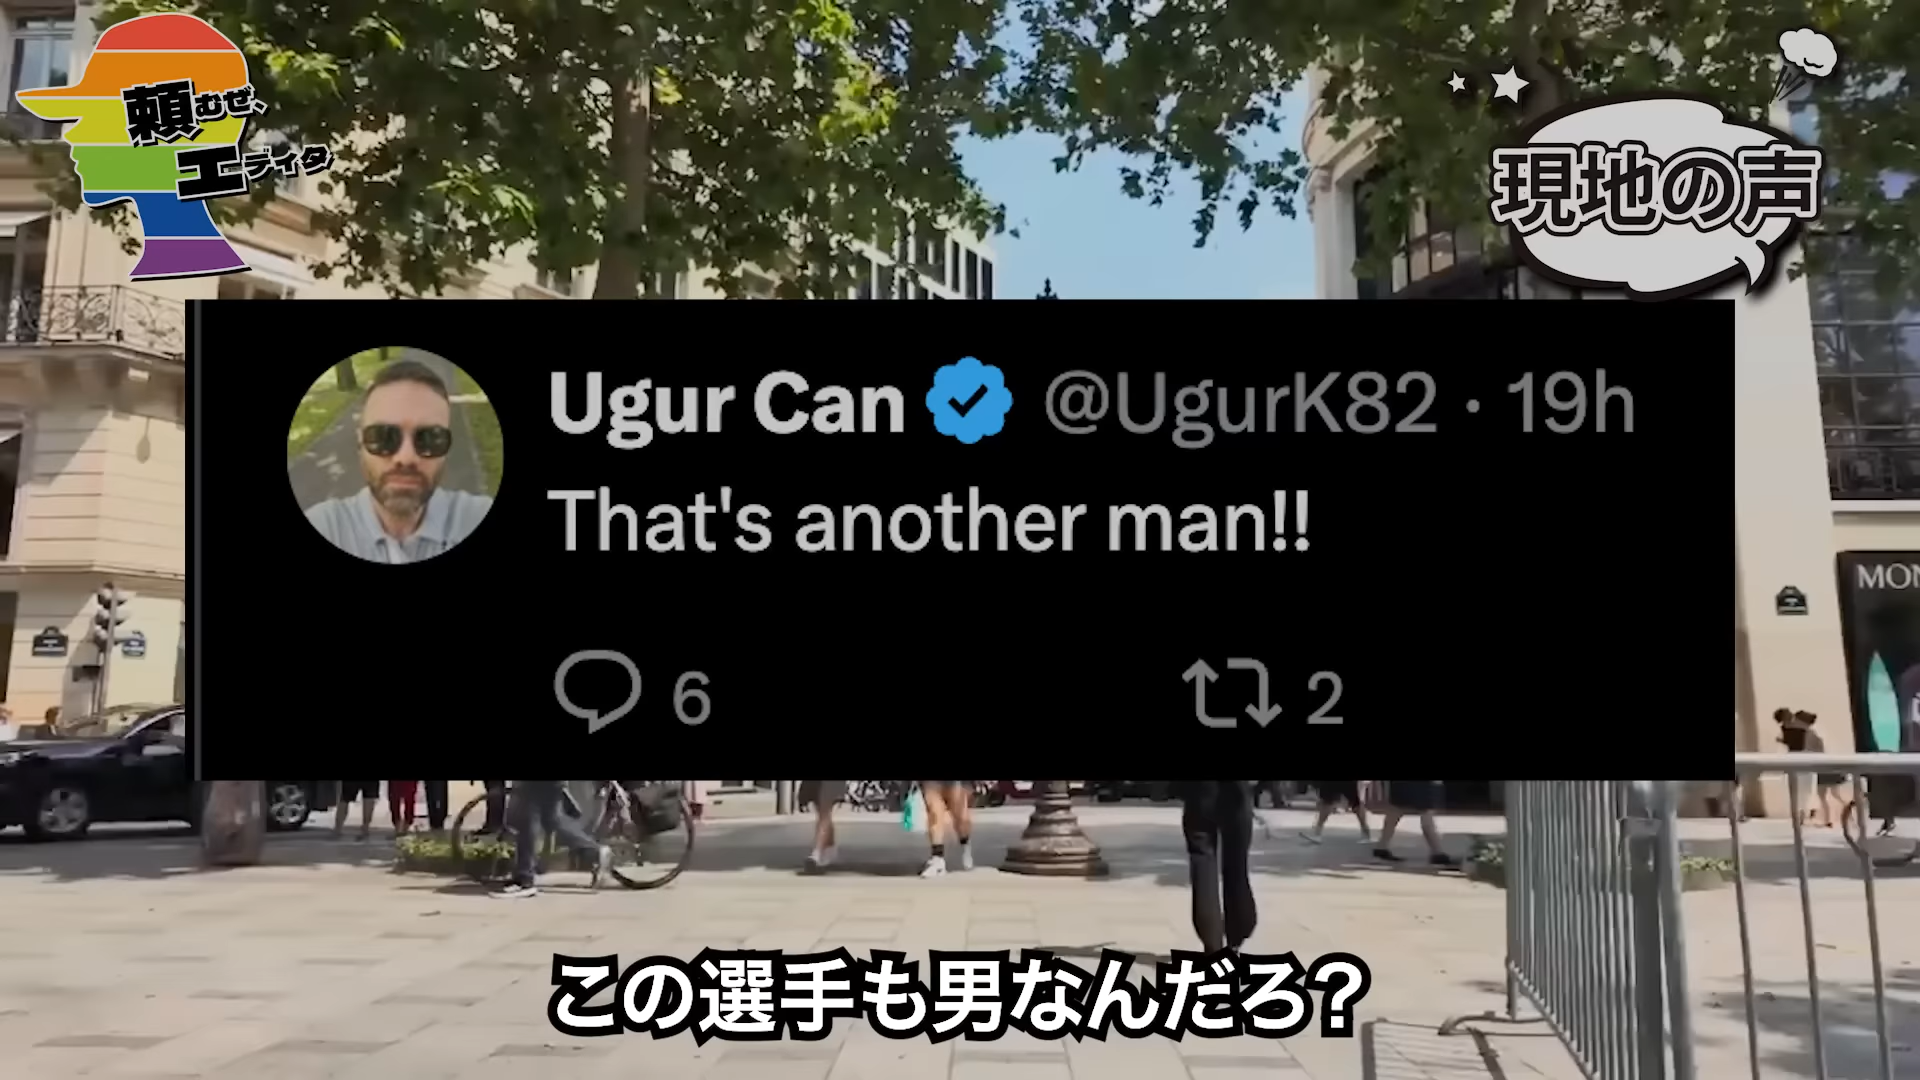 頼むぜ、
エディタ
現地の声
Ugur Can @UgurK82 · 19h
That's another man!!
6 2
MON
この選手も男なんだろ?